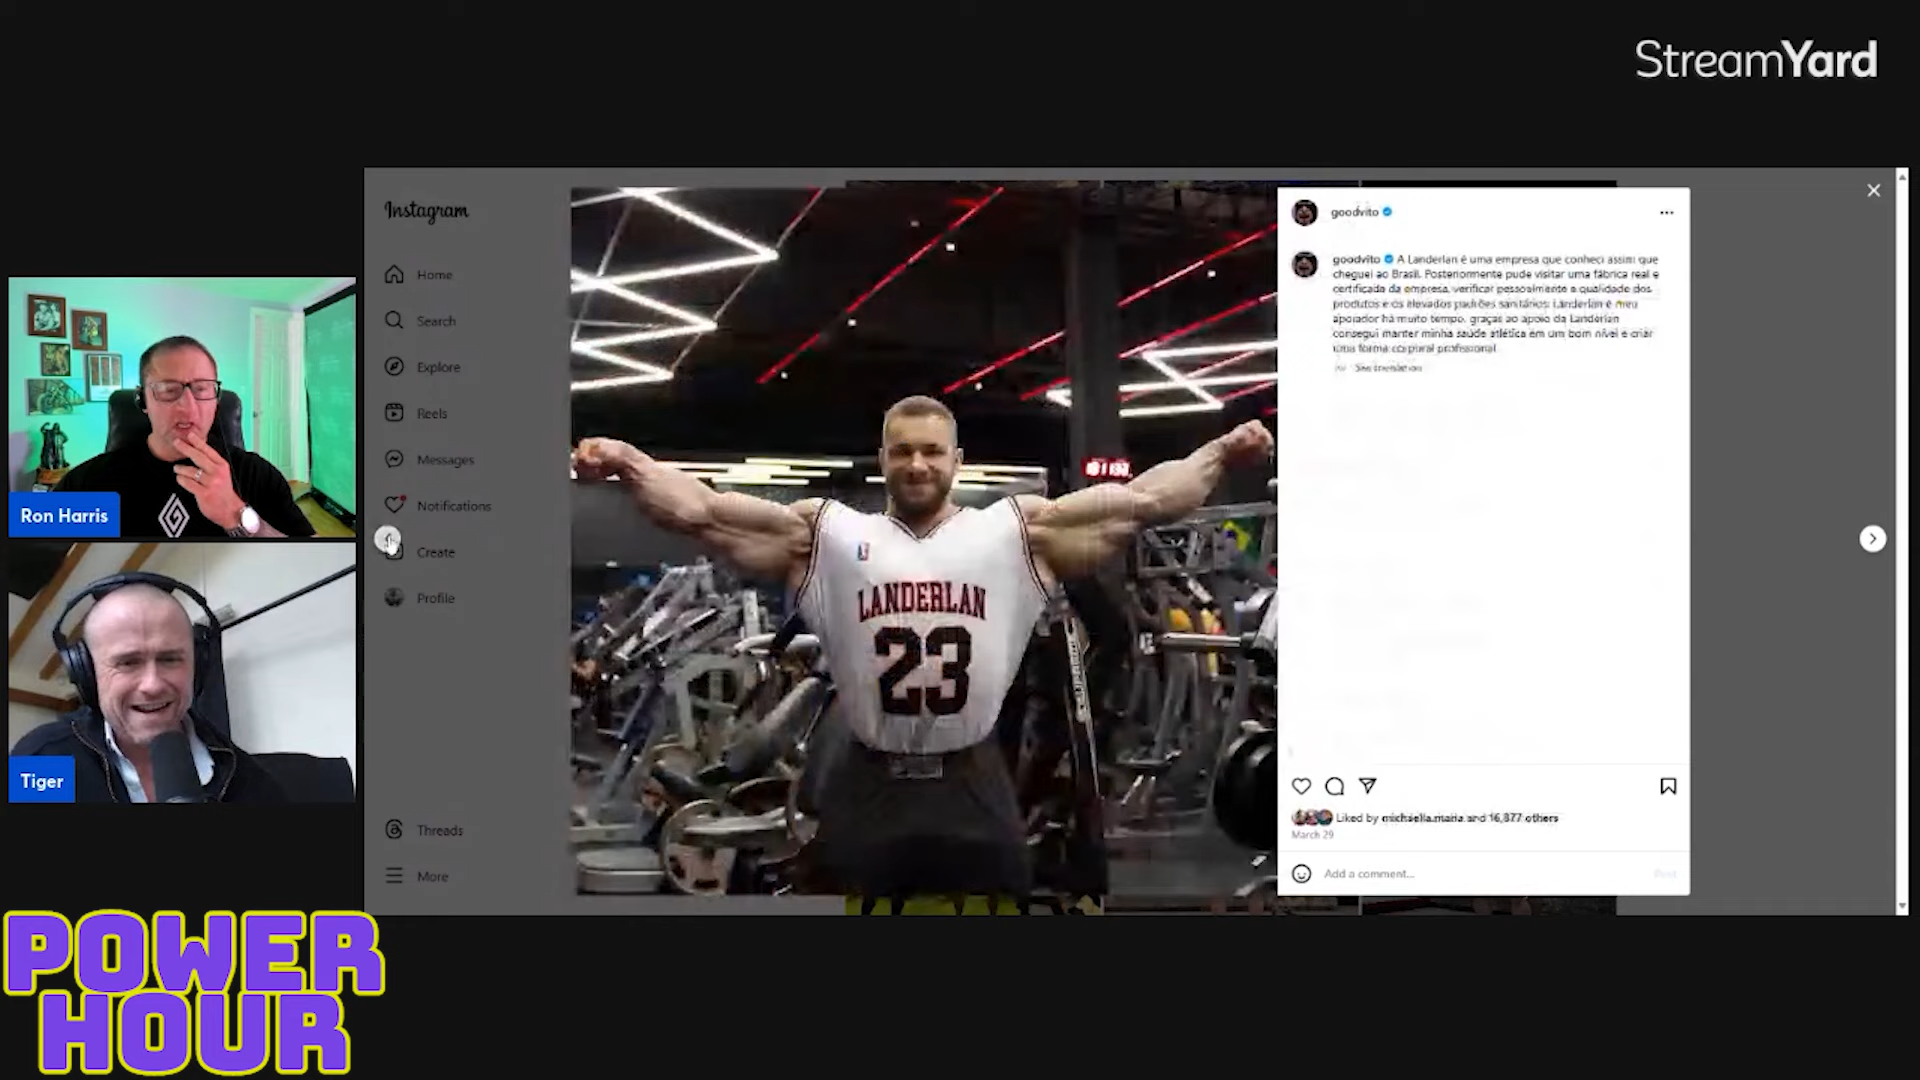 StreamYard
Instagram
Home
Search
Explore
Reels
Messages
Notifications
Create
Profile
Threads
More
Ron Harris
Tiger
LANDERLAN
23
goodvito
goodvito A Landerlan é uma empresa que conheci assim que
cheguei ao Brasil. Posteriormente pude visitar uma fábrica real e
certificada da empresa, verificar pessoalmente a qualidade dos
produtos e os elevados padrões sanitários. Landerlan é meu
apoiador há muito tempo, graças ao apoio da Landerlan
consegui manter minha saúde atlética em um bom nível e criar
uma forma corporal profissional.
See translation
Liked by michaella.maria and 16,877 others
March 29
Add a comment...
Post
POWER
HOUR